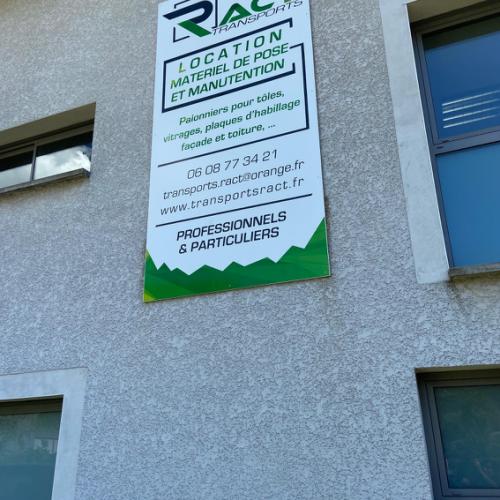 RACT
TRANSPORTS
LOCATION
MATERIEL DE POSE
ET MANUTENTION
Palonniers pour tôles,
vitrages, plaques d'habillage
façade et toiture, ...
06 08 77 34 21
transports.ract@orange.fr
www.transportsract.fr
PROFESSIONNELS
& PARTICULIERS